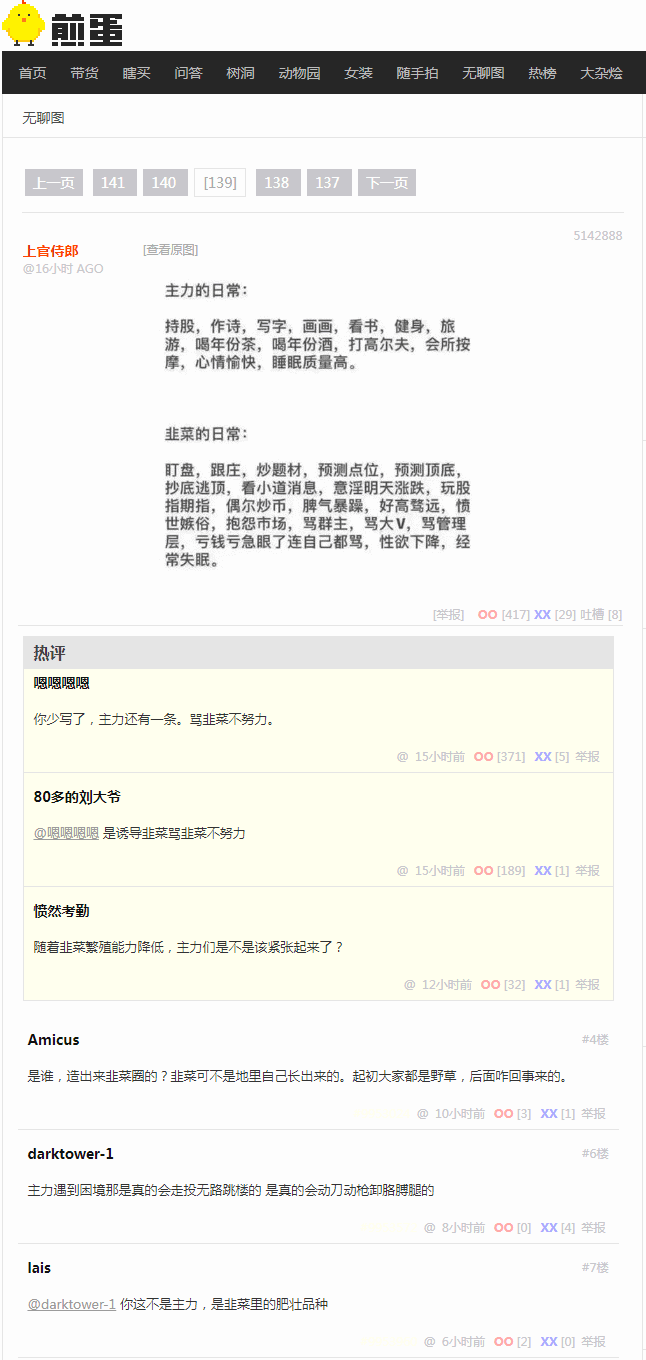 煎蛋
首页 带货 瞎买 问答 树洞 动物园 女装 随手拍 无聊图 热榜 大杂烩
无聊图
上一页 141 140 [139] 138 137 下一页
5142888
上官侍郎 [查看原图]
@16小时 AGO
主力的日常：
持股，作诗，写字，画画，看书，健身，旅
游，喝年份茶，喝年份酒，打高尔夫，会所按
摩，心情愉快，睡眠质量高。
韭菜的日常：
盯盘，跟庄，炒题材，预测点位，预测顶底，
抄底逃顶，看小道消息，意淫明天涨跌，玩股
指期指，偶尔炒币，脾气暴躁，好高骛远，愤
世嫉俗，抱怨市场，骂群主，骂大V，骂管理
层，亏钱亏急眼了连自己都骂，性欲下降，经
常失眠。
[举报] OO [417] XX [29] 吐槽 [8]
热评
嗯嗯嗯嗯
你少写了，主力还有一条。骂韭菜不努力。
@ 15小时前 OO [371] XX [5] 举报
80多的刘大爷
@嗯嗯嗯嗯 是诱导韭菜骂韭菜不努力
@ 15小时前 OO [189] XX [1] 举报
愤然考勤
随着韭菜繁殖能力降低，主力们是不是该紧张起来了？
@ 12小时前 OO [32] XX [1] 举报
Amicus #4楼
是谁，造出来韭菜圈的？韭菜可不是地里自己长出来的。起初大家都是野草，后面咋回事来的。
@ 10小时前 OO [3] XX [1] 举报
darktower-1 #6楼
主力遇到困境那是真的会走投无路跳楼的 是真的会动刀动枪卸胳膊腿的
@ 8小时前 OO [0] XX [4] 举报
lais #7楼
@darktower-1 你这不是主力，是韭菜里的肥壮品种
@ 6小时前 OO [2] XX [0] 举报